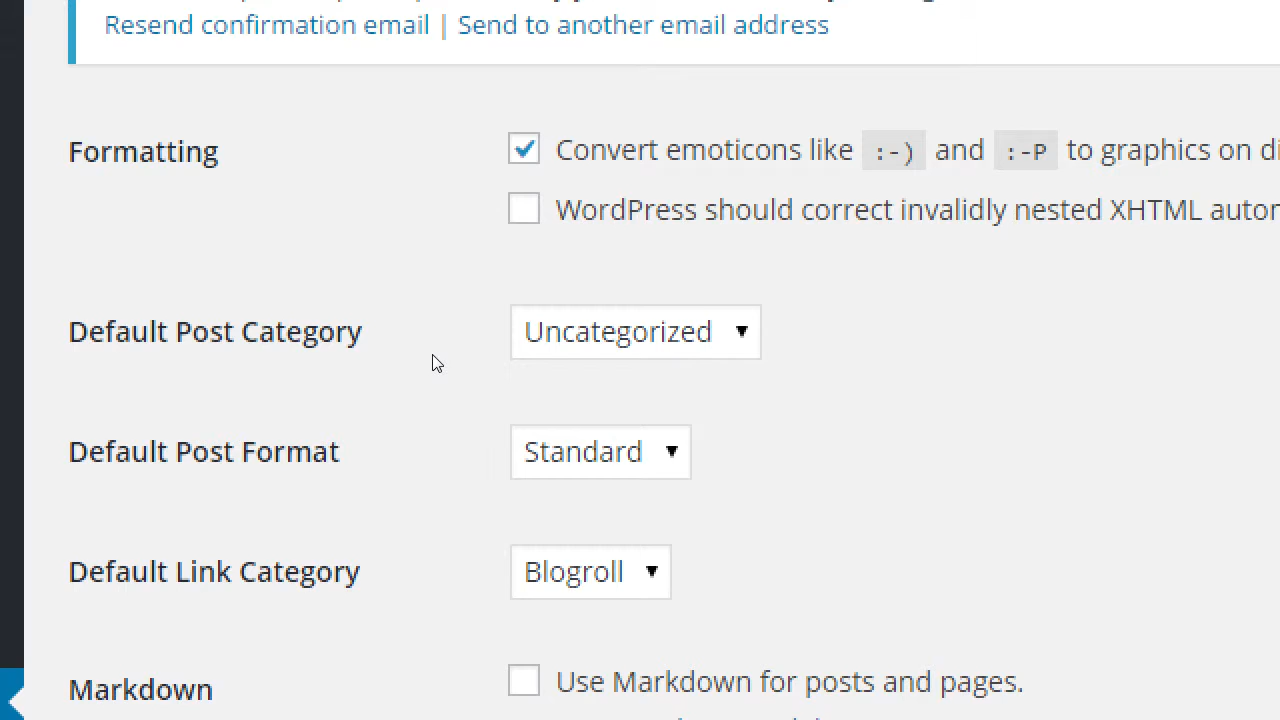 Resend confirmation email | Send to another email address
Formatting
Convert emoticons like :-) and :-P to graphics on
WordPress should correct invalidly nested XHTML
Default Post Category
Uncategorized
Default Post Format
Standard
Default Link Category
Blogroll
Markdown
Use Markdown for posts and pages.